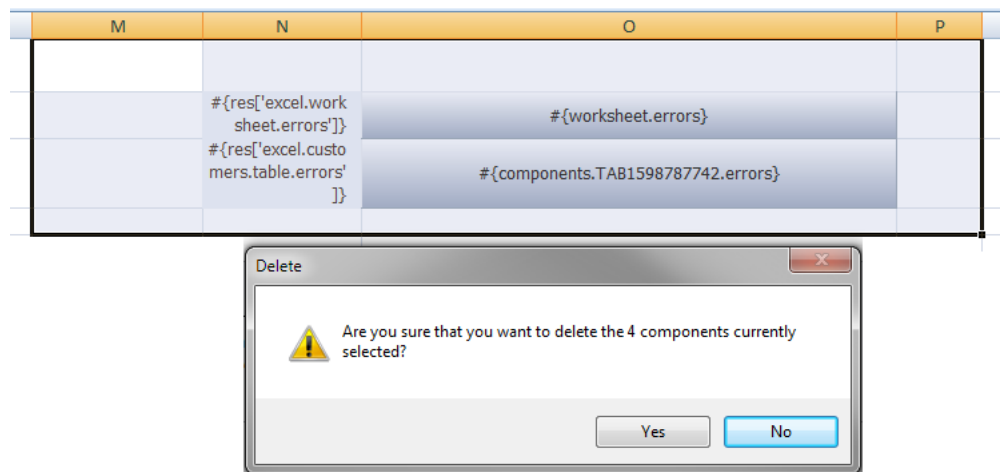 M N O P
#{res['excel.work
sheet.errors']}
#{worksheet.errors}
#{res['excel.custo
mers.table.errors'
]}
#{components.TAB1598787742.errors}
Delete
Are you sure that you want to delete the 4 components currently
selected?
Yes No